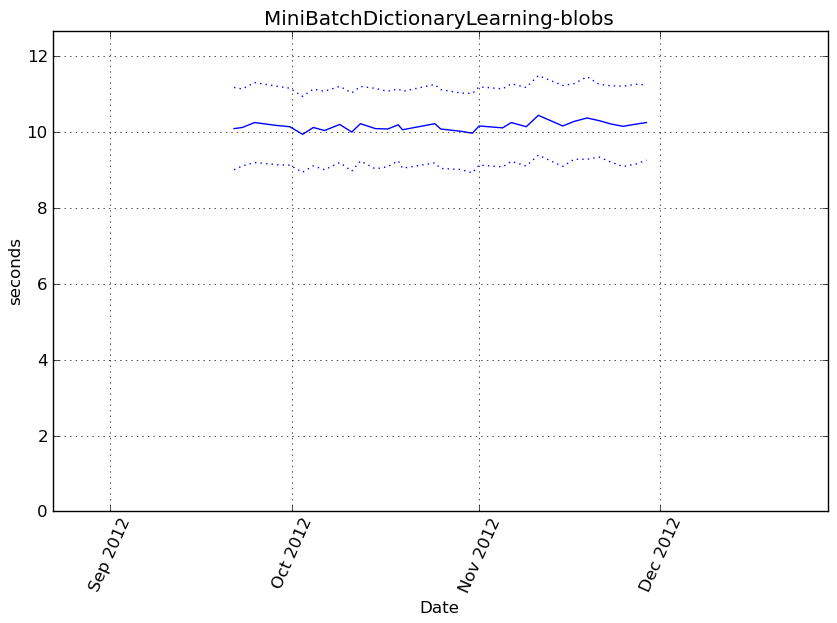 MiniBatchDictionaryLearning-blobs
12
10
8
6
4
2
0
seconds
Sep 2012
Oct 2012
Nov 2012
Dec 2012
Date